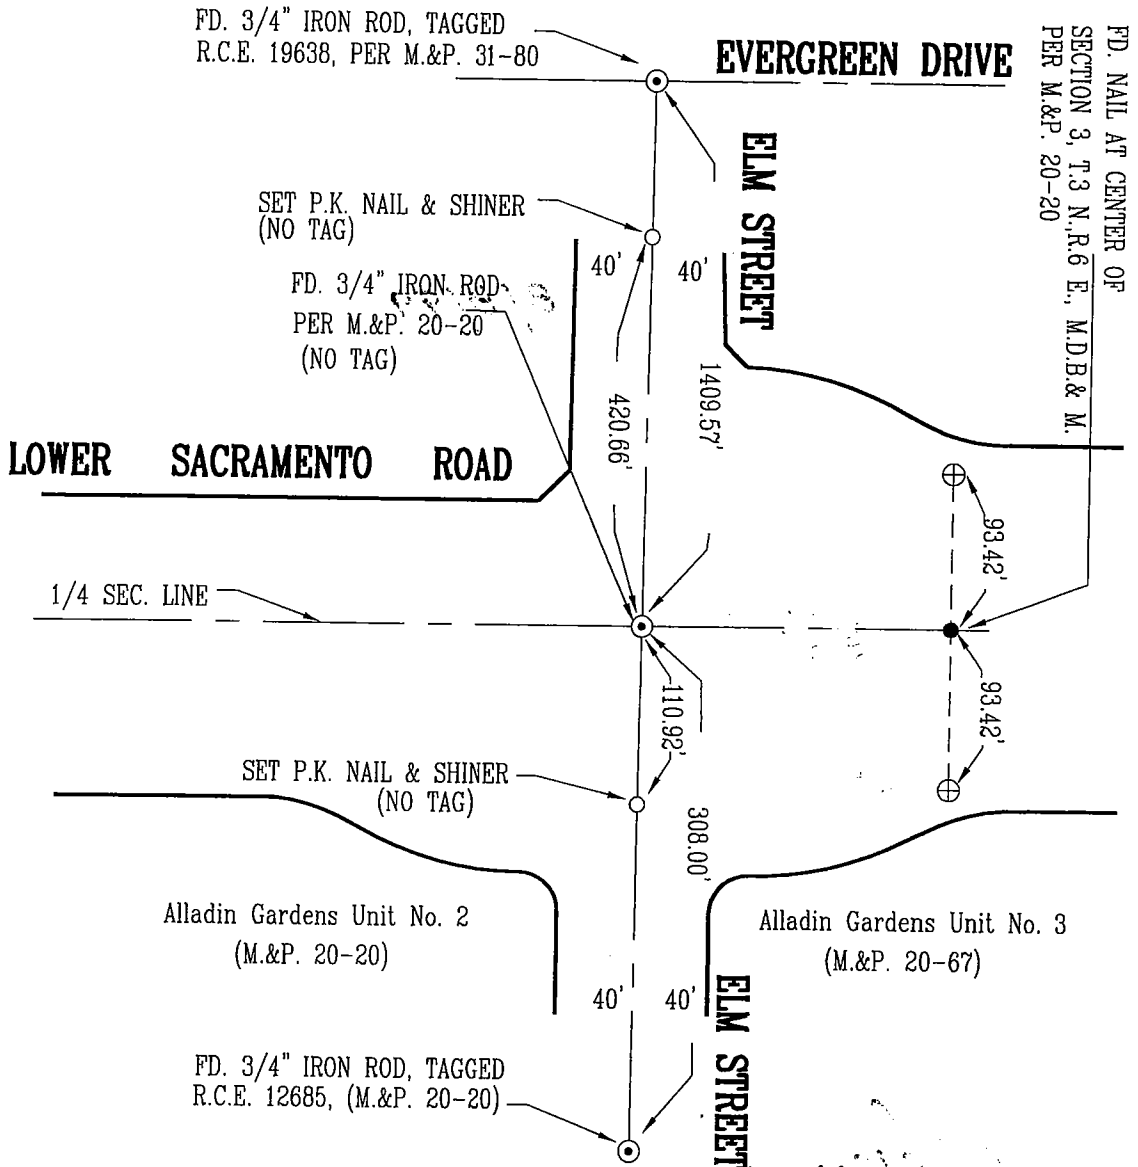 FD. 3/4" IRON ROD, TAGGED
R.C.E. 19638, PER M.&P. 31-80
EVERGREEN DRIVE
FD. NAIL AT CENTER OF
SECTION 3, T.3 N.,R.6 E., M.D.B.& M.
PER M.&P. 20-20
ELM STREET
SET P.K. NAIL & SHINER
(NO TAG)
40'
40'
FD. 3/4" IRON ROD
PER M.&P. 20-20
(NO TAG)
1409.57'
420.66'
LOWER SACRAMENTO ROAD
93.42'
1/4 SEC. LINE
93.42'
110.92'
SET P.K. NAIL & SHINER
(NO TAG)
308.00'
Alladin Gardens Unit No. 2
(M.&P. 20-20)
Alladin Gardens Unit No. 3
(M.&P. 20-67)
40'
40'
ELM STREET
FD. 3/4" IRON ROD, TAGGED
R.C.E. 12685, (M.&P. 20-20)